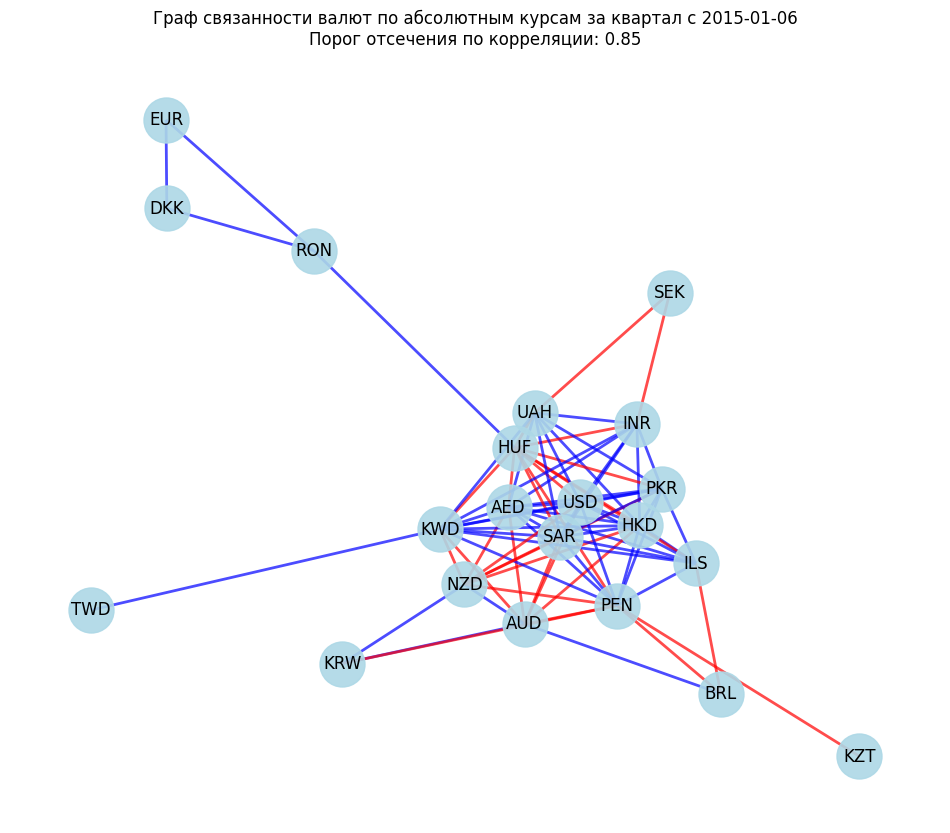 Граф связанности валют по абсолютным курсам за квартал с 2015-01-06
Порог отсечения по корреляции: 0.85
EUR
DKK
RON
SEK
UAH
INR
HUF
PKR
USD
AED
HKD
KWD
SAR
ILS
NZD
PEN
TWD
AUD
KRW
BRL
KZT